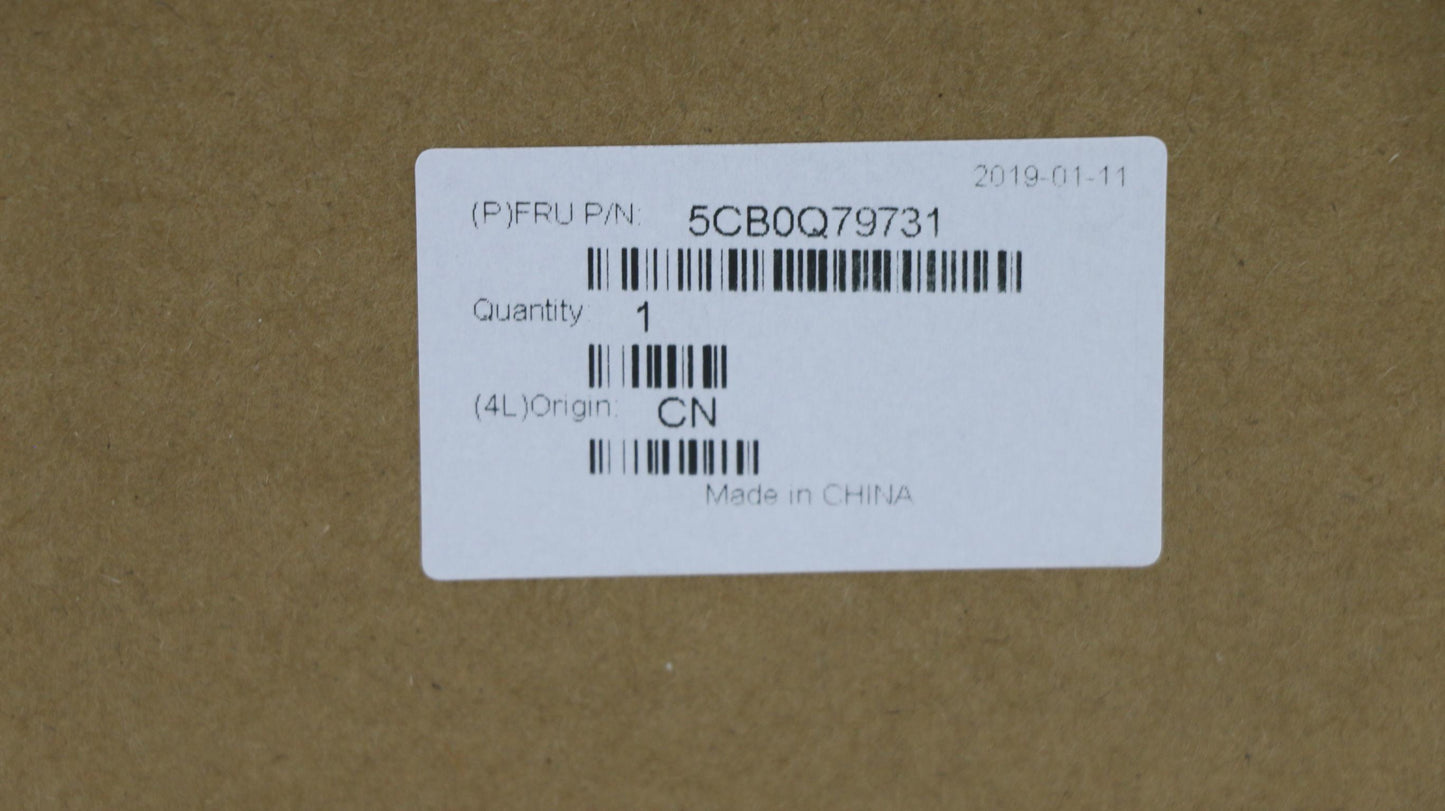 2019-01-11
(P)FRU P/N: 5CB0Q79731
Quantity: 1
(4L)Origin: CN
Made in CHINA